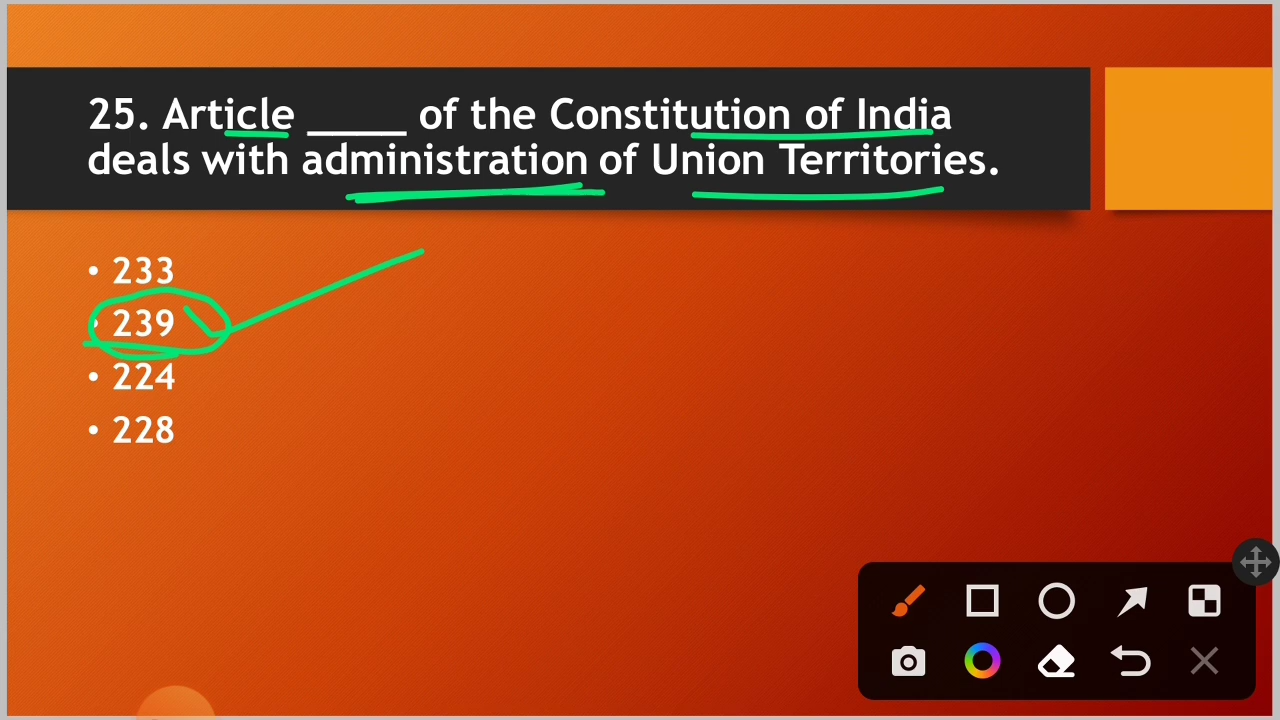 25. Article _____ of the Constitution of India
deals with administration of Union Territories.
• 233
• 239
• 224
• 228